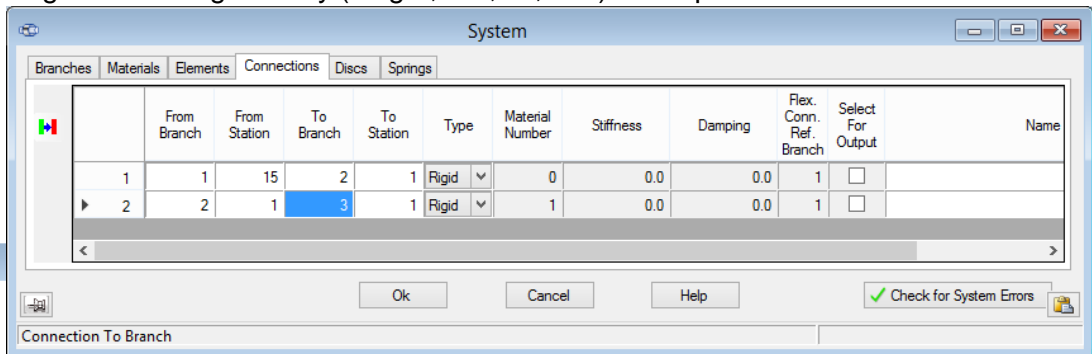 System
Branches Materials Elements Connections Discs Springs
From Branch From Station To Branch To Station Type Material Number Stiffness Damping Flex. Conn. Ref. Branch Select For Output Name
1 1 15 2 1 Rigid 0 0.0 0.0 1
2 2 1 3 1 Rigid 1 0.0 0.0 1
Ok Cancel Help Check for System Errors
Connection To Branch